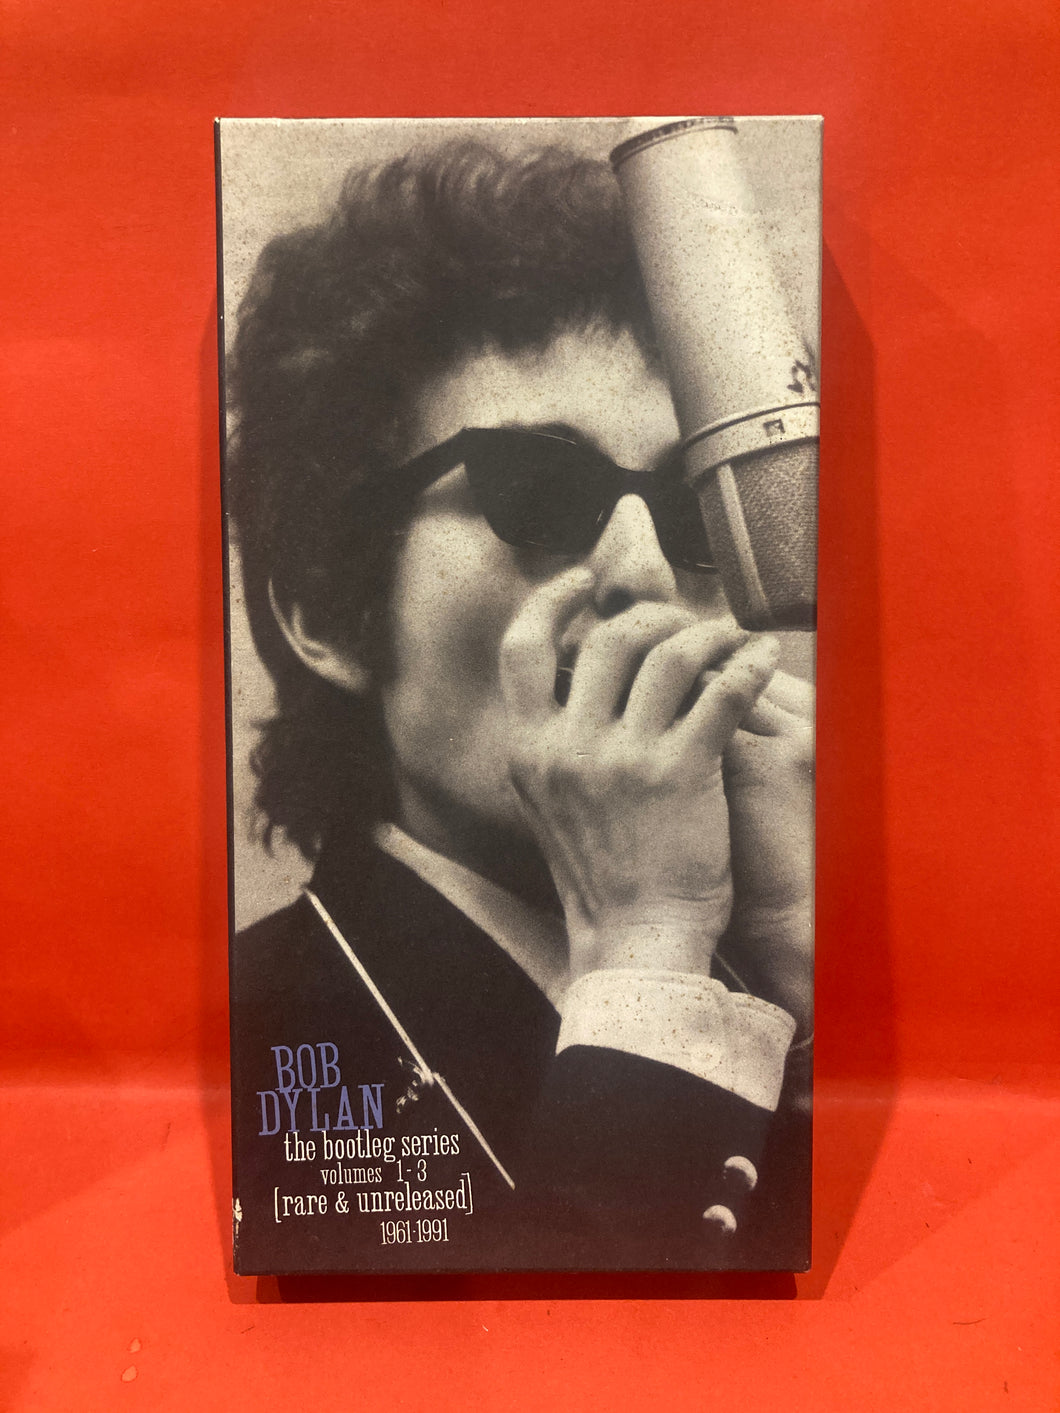 BOB
DYLAN
the bootleg series
volumes 1-3
[rare & unreleased]
1961-1991